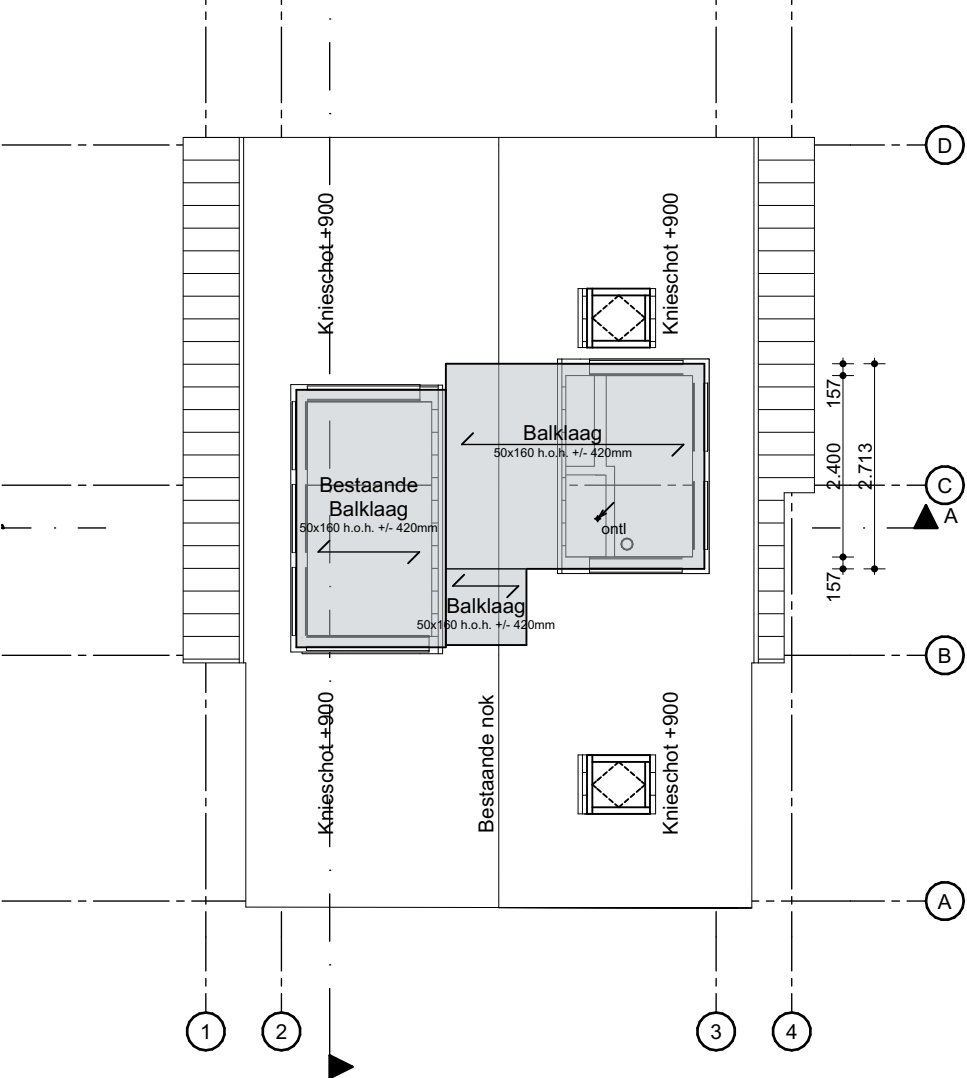 D
Knieschot +900
Knieschot +900
157
2.400
2.713
157
Balklaag
50x160 h.o.h. +/- 420mm
Bestaande
Balklaag
50x160 h.o.h. +/- 420mm
ontl
C
A
Balklaag
50x160 h.o.h. +/- 420mm
B
Knieschot +900
Bestaande nok
Knieschot +900
A
1
2
3
4